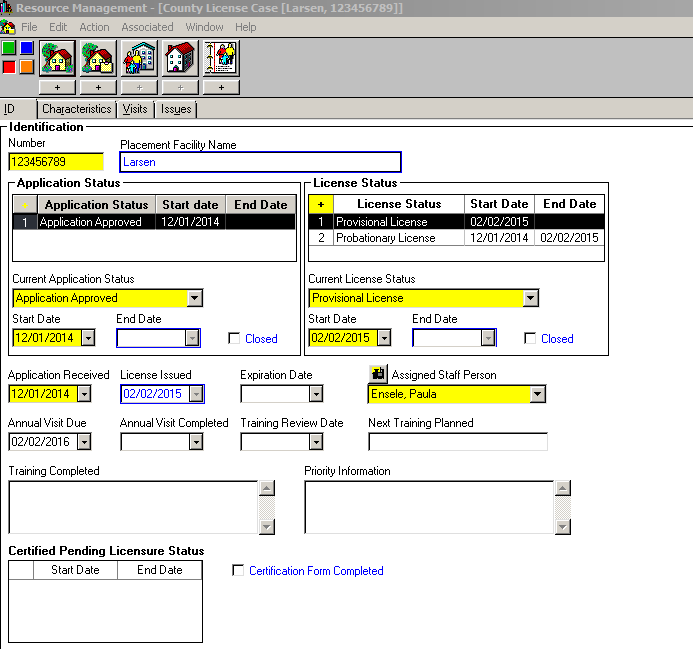 Resource Management - [County License Case [Larsen, 123456789]]
File Edit Action Associated Window Help
+ + + + +
ID Characteristics Visits Issues
Identification
Number Placement Facility Name
123456789 Larsen
Application Status License Status
+ Application Status Start date End Date + License Status Start Date End Date
1 Application Approved 12/01/2014 1 Provisional License 02/02/2015
2 Probationary License 12/01/2014 02/02/2015
Current Application Status Current License Status
Application Approved Provisional License
Start Date End Date Start Date End Date
12/01/2014 Closed 02/02/2015 Closed
Application Received License Issued Expiration Date Assigned Staff Person
12/01/2014 02/02/2015 Ensele, Paula
Annual Visit Due Annual Visit Completed Training Review Date Next Training Planned
02/02/2016
Training Completed Priority Information
Certified Pending Licensure Status
Start Date End Date Certification Form Completed